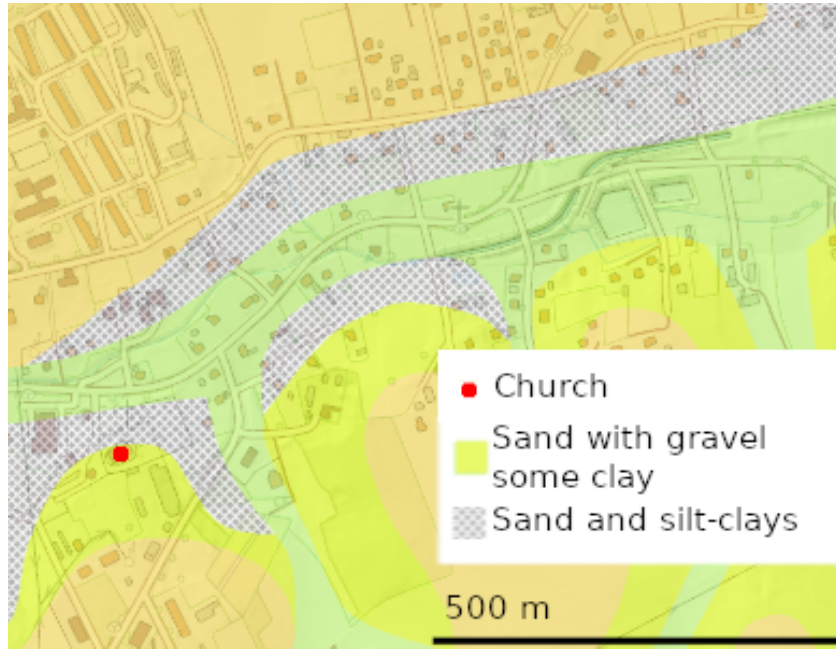 Church
Sand with gravel
some clay
Sand and silt-clays
500 m